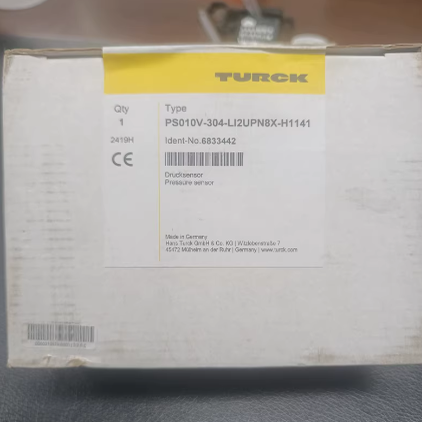 TURCK
Qty
1
2419H
CE
Type
PS010V-304-LI2UPN8X-H1141
Ident-No.6833442
Drucksensor
Pressure sensor
Made in Germany
Hans Turck GmbH & Co. KG | Witzlebenstraße 7
45472 Mülheim an der Ruhr | Germany | www.turck.com